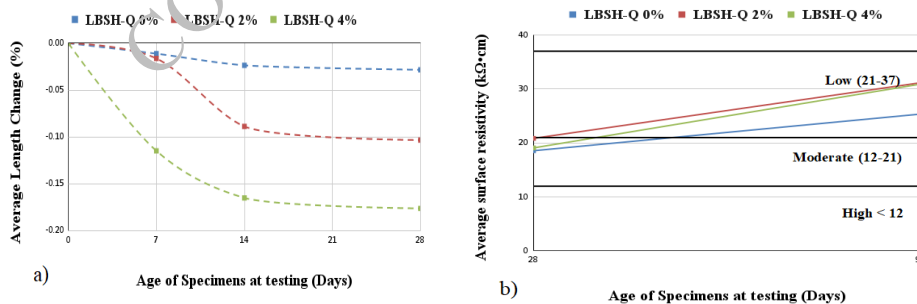 LBSH-Q 0% LBSH-Q 2% LBSH-Q 4%
0.00
-0.05
-0.10
-0.15
-0.20
0 7 14 21 28
Average Length Change (%)
Age of Specimens at testing (Days)
a)
LBSH-Q 0% LBSH-Q 2% LBSH-Q 4%
40
30
20
10
0
28
Low (21-37)
Moderate (12-21)
High < 12
Average surface resistivity (kΩ•cm)
Age of Specimens at testing (Days)
b)